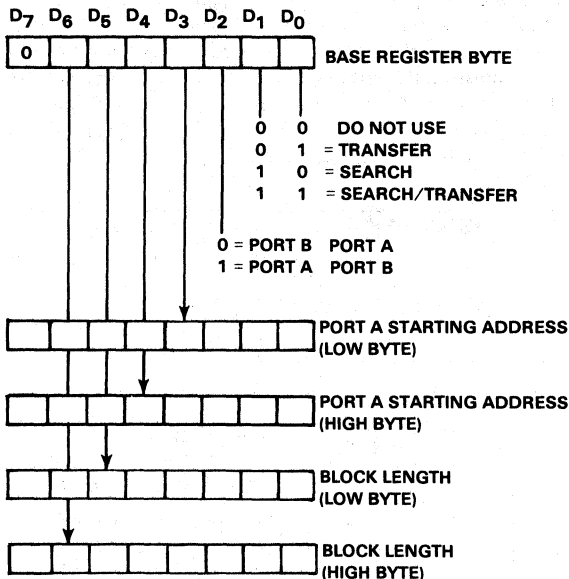 D7 D6 D5 D4 D3 D2 D1 D0
0 BASE REGISTER BYTE
0 0 DO NOT USE
0 1 = TRANSFER
1 0 = SEARCH
1 1 = SEARCH/TRANSFER
0 = PORT B PORT A
1 = PORT A PORT B
PORT A STARTING ADDRESS
(LOW BYTE)
PORT A STARTING ADDRESS
(HIGH BYTE)
BLOCK LENGTH
(LOW BYTE)
BLOCK LENGTH
(HIGH BYTE)